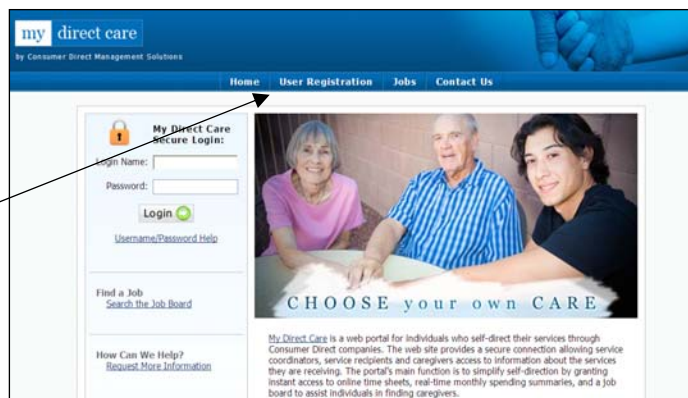 my direct care
by Consumer Direct Management Solutions
Home User Registration Jobs Contact Us
My Direct Care
Secure Login:
Login Name:
Password:
Login
Username/Password Help
Find a Job
Search the Job Board
How Can We Help?
Request More Information
CHOOSE your own CARE
My Direct Care is a web portal for individuals who self-direct their services through
Consumer Direct companies. The web site provides a secure connection allowing service
coordinators, service recipients and caregivers access to information about the services
they are receiving. The portal's main function is to simplify self-direction by granting
instant access to online time sheets, real-time monthly spending summaries, and a job
board to assist individuals in finding caregivers.